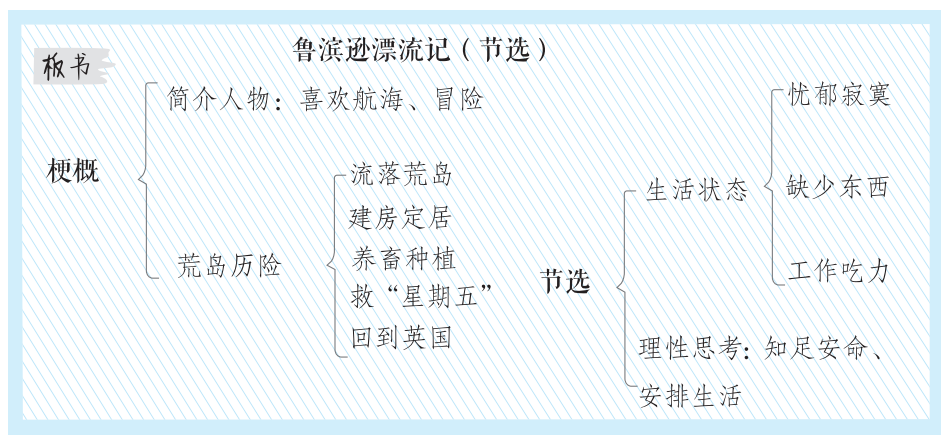 鲁滨逊漂流记（节选）
板书
梗概
简介人物：喜欢航海、冒险
荒岛历险
流落荒岛
建房定居
养畜种植
救“星期五”
回到英国
节选
生活状态
忧郁寂寞
缺少东西
工作吃力
理性思考：知足安命、
安排生活